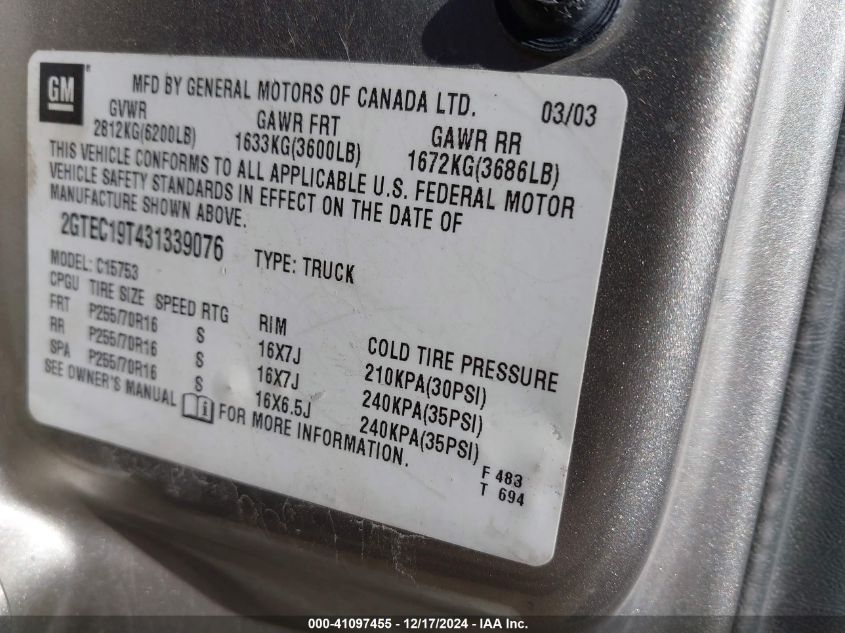 GM ®
MFD BY GENERAL MOTORS OF CANADA LTD. 03/03
GVWR GAWR FRT GAWR RR
2812KG(6200LB) 1633KG(3600LB) 1672KG(3686LB)
THIS VEHICLE CONFORMS TO ALL APPLICABLE U.S. FEDERAL MOTOR
VEHICLE SAFETY STANDARDS IN EFFECT ON THE DATE OF
MANUFACTURE SHOWN ABOVE.
2GTEC19T431339076 TYPE: TRUCK
MODEL: C15753
CPGU TIRE SIZE SPEED RTG RIM COLD TIRE PRESSURE
FRT P255/70R16 S 16X7J 210KPA(30PSI)
RR P255/70R16 S 16X7J 240KPA(35PSI)
SPA P255/70R16 S 16X6.5J 240KPA(35PSI)
SEE OWNER'S MANUAL FOR MORE INFORMATION.
F 483
T 694
000-41097455 - 12/17/2024 - IAA Inc.